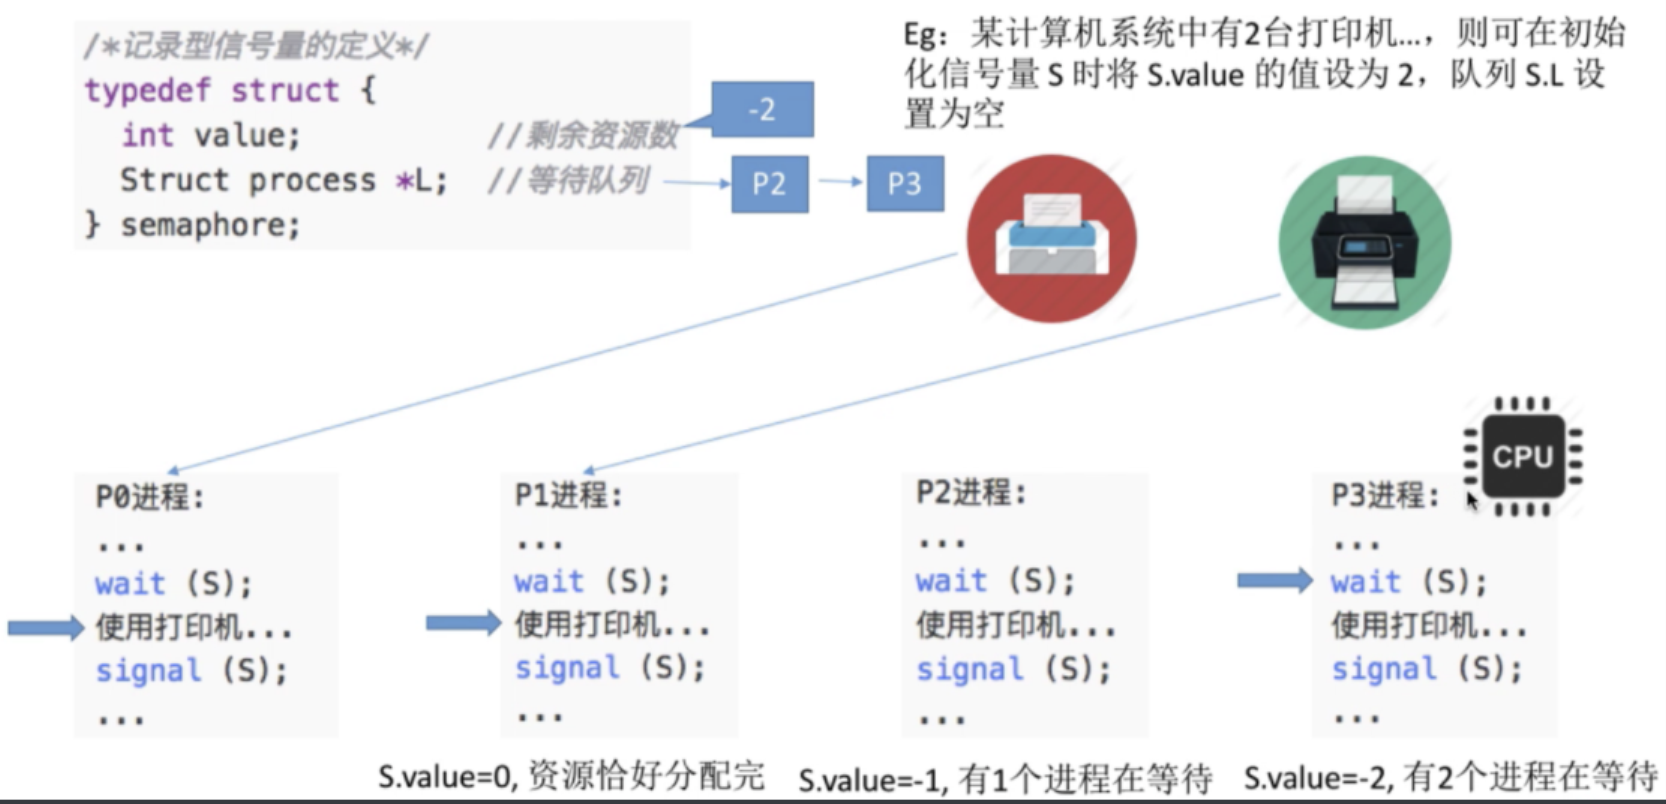 /*记录型信号量的定义*/
typedef struct {
int value; //剩余资源数
-2
Struct process *L; //等待队列
P2
P3
} semaphore;
Eg：某计算机系统中有2台打印机...，则可在初始
化信号量 S 时将 S.value 的值设为 2，队列 S.L 设
置为空
CPU
P0进程:
...
wait (S);
使用打印机...
signal (S);
...
P1进程:
...
wait (S);
使用打印机...
signal (S);
...
P2进程:
...
wait (S);
使用打印机...
signal (S);
...
P3进程:
...
wait (S);
使用打印机...
signal (S);
...
S.value=0, 资源恰好分配完
S.value=-1, 有1个进程在等待
S.value=-2, 有2个进程在等待